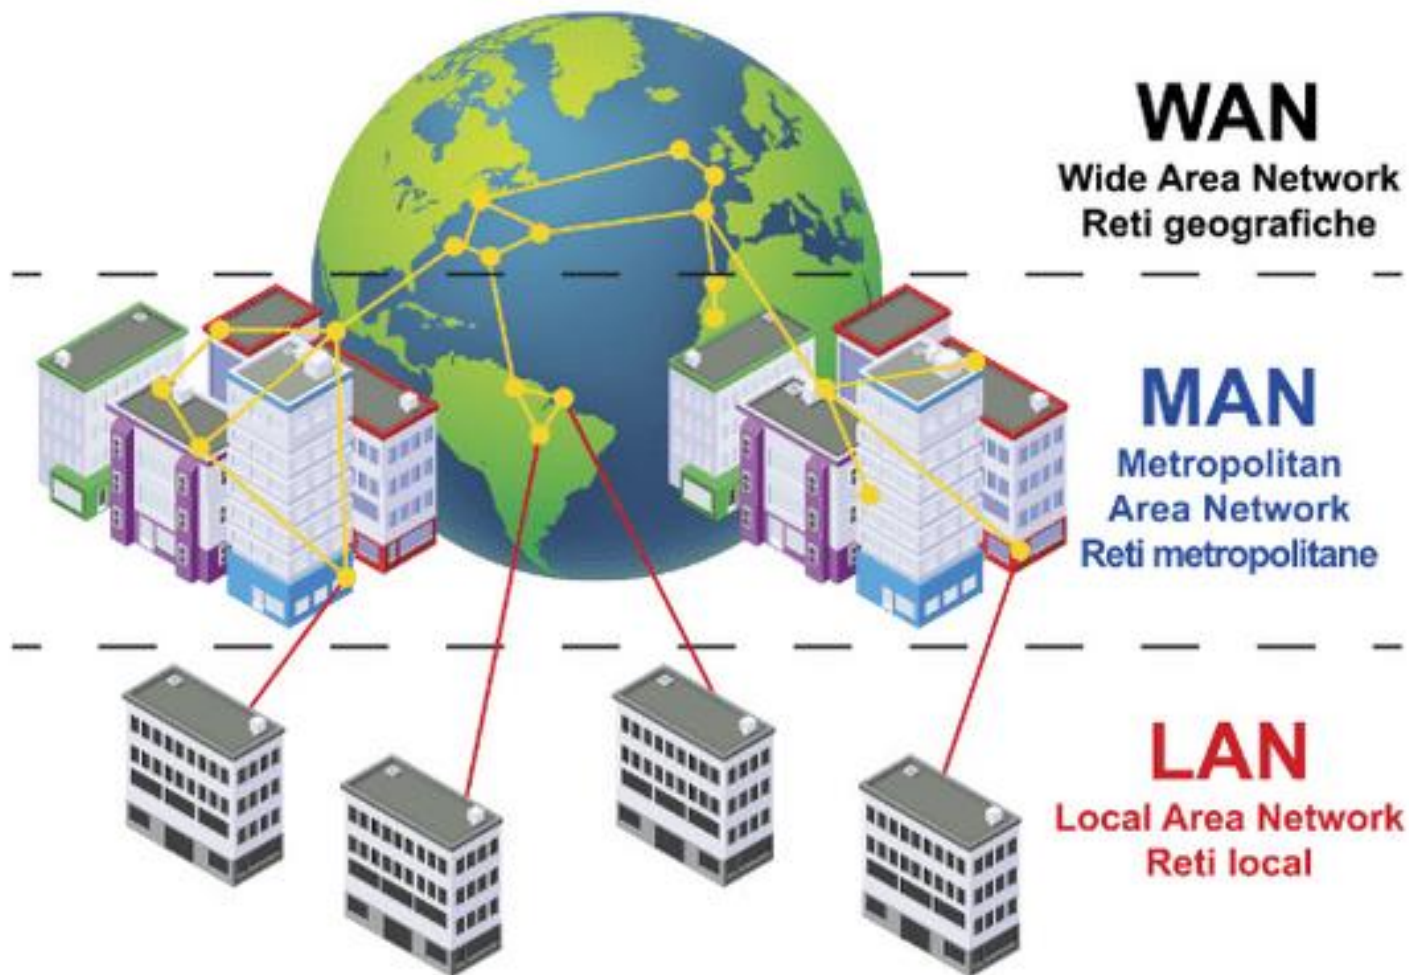 WAN
Wide Area Network
Reti geografiche
MAN
Metropolitan
Area Network
Reti metropolitane
LAN
Local Area Network
Reti local